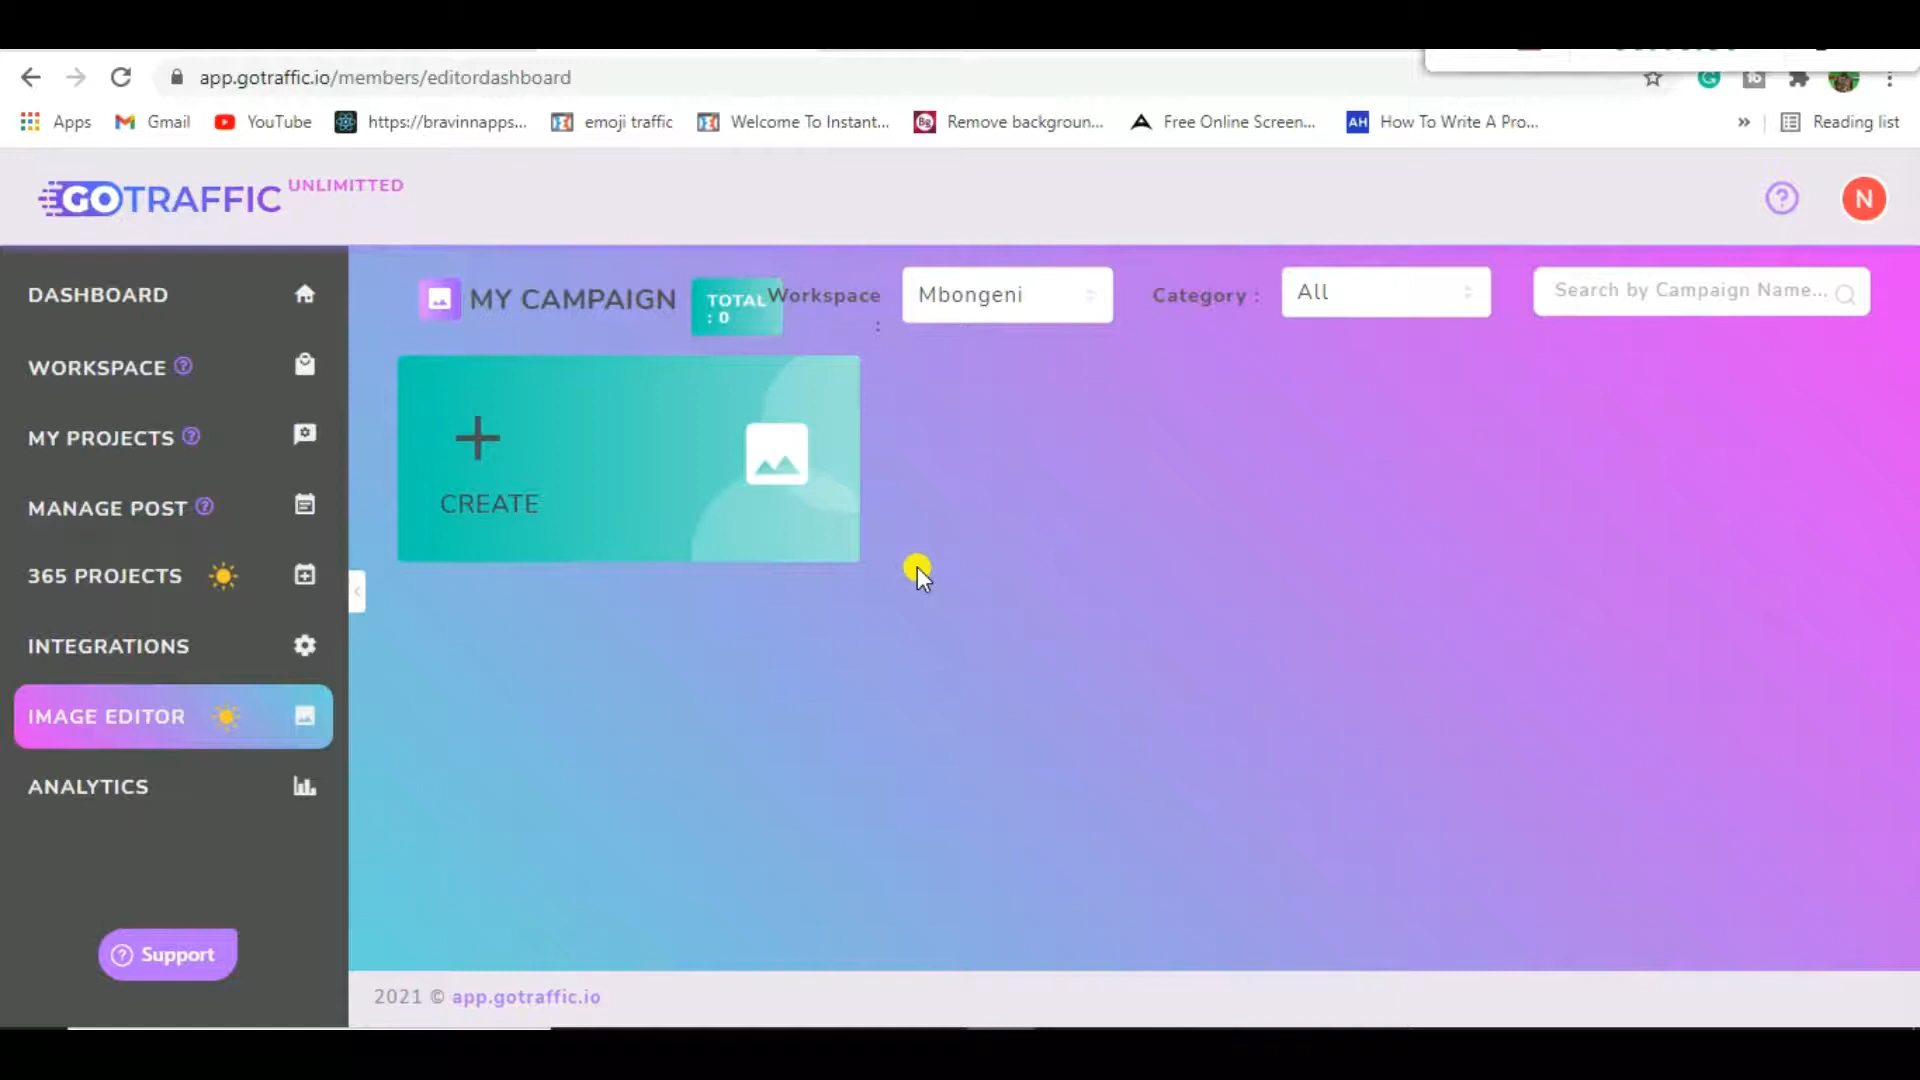 app.gotraffic.io/members/editordashboard
Apps Gmail YouTube https://bravinnapps... emoji traffic Welcome To Instant... Remove backgroun... Free Online Screen... AH How To Write A Pro... » Reading list
GOTRAFFIC UNLIMITTED
N
DASHBOARD
WORKSPACE
MY PROJECTS
MANAGE POST
365 PROJECTS
INTEGRATIONS
IMAGE EDITOR
ANALYTICS
Support
MY CAMPAIGN
TOTAL
: 0
Workspace
:
Mbongeni
Category :
All
Search by Campaign Name...
CREATE
2021 © app.gotraffic.io